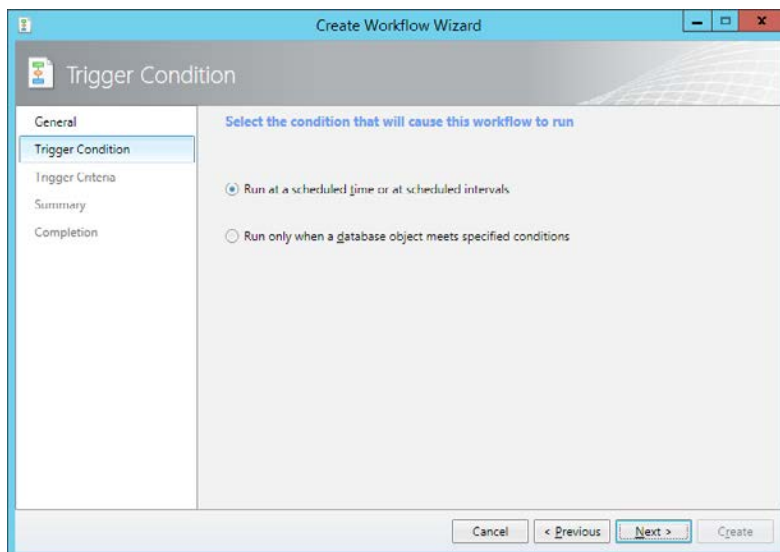 Create Workflow Wizard
Trigger Condition
General
Trigger Condition
Trigger Criteria
Summary
Completion
Select the condition that will cause this workflow to run
Run at a scheduled time or at scheduled intervals
Run only when a database object meets specified conditions
Cancel
< Previous
Next >
Create